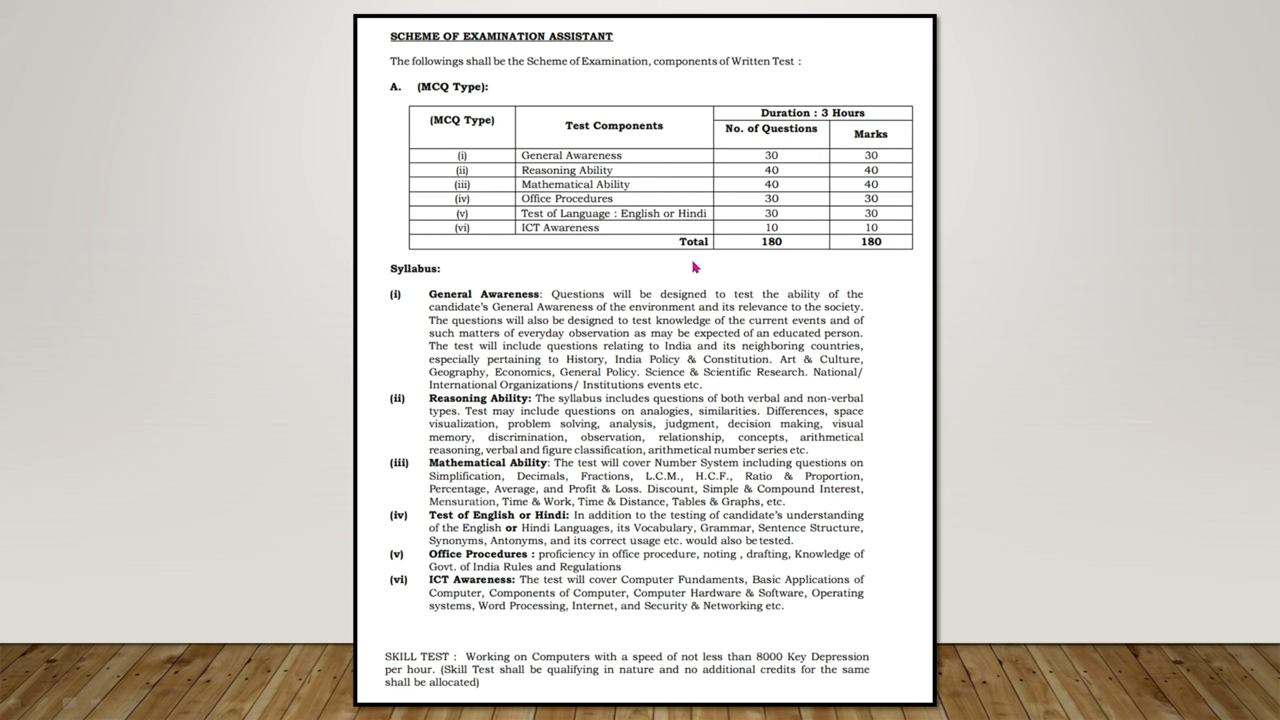 SCHEME OF EXAMINATION ASSISTANT
The followings shall be the Scheme of Examination, components of Written Test :
A. (MCQ Type):
(MCQ Type) Test Components Duration : 3 Hours
No. of Questions Marks
(i) General Awareness 30 30
(ii) Reasoning Ability 40 40
(iii) Mathematical Ability 40 40
(iv) Office Procedures 30 30
(v) Test of Language : English or Hindi 30 30
(vi) ICT Awareness 10 10
Total 180 180
Syllabus:
(i) General Awareness: Questions will be designed to test the ability of the
candidate's General Awareness of the environment and its relevance to the society.
The questions will also be designed to test knowledge of the current events and of
such matters of everyday observation as may be expected of an educated person.
The test will include questions relating to India and its neighboring countries,
especially pertaining to History, India Policy & Constitution. Art & Culture,
Geography, Economics, General Policy. Science & Scientific Research. National/
International Organizations/ Institutions events etc.
(ii) Reasoning Ability: The syllabus includes questions of both verbal and non-verbal
types. Test may include questions on analogies, similarities. Differences, space
visualization, problem solving, analysis, judgment, decision making, visual
memory, discrimination, observation, relationship, concepts, arithmetical
reasoning, verbal and figure classification, arithmetical number series etc.
(iii) Mathematical Ability: The test will cover Number System including questions on
Simplification, Decimals, Fractions, L.C.M., H.C.F., Ratio & Proportion,
Percentage, Average, and Profit & Loss. Discount, Simple & Compound Interest,
Mensuration, Time & Work, Time & Distance, Tables & Graphs, etc.
(iv) Test of English or Hindi: In addition to the testing of candidate's understanding
of the English or Hindi Languages, its Vocabulary, Grammar, Sentence Structure,
Synonyms, Antonyms, and its correct usage etc. would also be tested.
(v) Office Procedures : proficiency in office procedure, noting , drafting, Knowledge of
Govt. of India Rules and Regulations
(vi) ICT Awareness: The test will cover Computer Fundaments, Basic Applications of
Computer, Components of Computer, Computer Hardware & Software, Operating
systems, Word Processing, Internet, and Security & Networking etc.
SKILL TEST : Working on Computers with a speed of not less than 8000 Key Depression
per hour. (Skill Test shall be qualifying in nature and no additional credits for the same
shall be allocated)